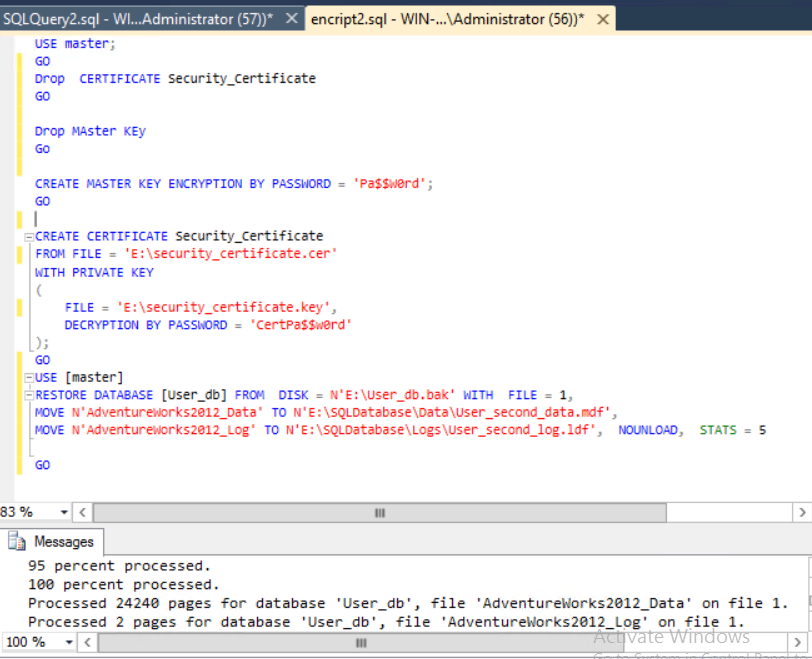 SQLQuery2.sql - WI...Administrator (57))* encript2.sql - WIN-...\Administrator (56))*
USE master;
GO
Drop  CERTIFICATE Security_Certificate
GO
Drop MAster KEy
Go
CREATE MASTER KEY ENCRYPTION BY PASSWORD = 'Pa$$W0rd';
GO
CREATE CERTIFICATE Security_Certificate
FROM FILE = 'E:\security_certificate.cer'
WITH PRIVATE KEY
(
FILE = 'E:\security_certificate.key',
DECRYPTION BY PASSWORD = 'CertPa$$w0rd'
);
GO
USE [master]
RESTORE DATABASE [User_db] FROM  DISK = N'E:\User_db.bak' WITH  FILE = 1,
MOVE N'AdventureWorks2012_Data' TO N'E:\SQLDatabase\Data\User_second_data.mdf',
MOVE N'AdventureWorks2012_Log' TO N'E:\SQLDatabase\Logs\User_second_log.ldf',  NOUNLOAD,  STATS = 5
GO
83 %
Messages
95 percent processed.
100 percent processed.
Processed 24240 pages for database 'User_db', file 'AdventureWorks2012_Data' on file 1.
Processed 2 pages for database 'User_db', file 'AdventureWorks2012_Log' on file 1.
Activate Windows
100 %